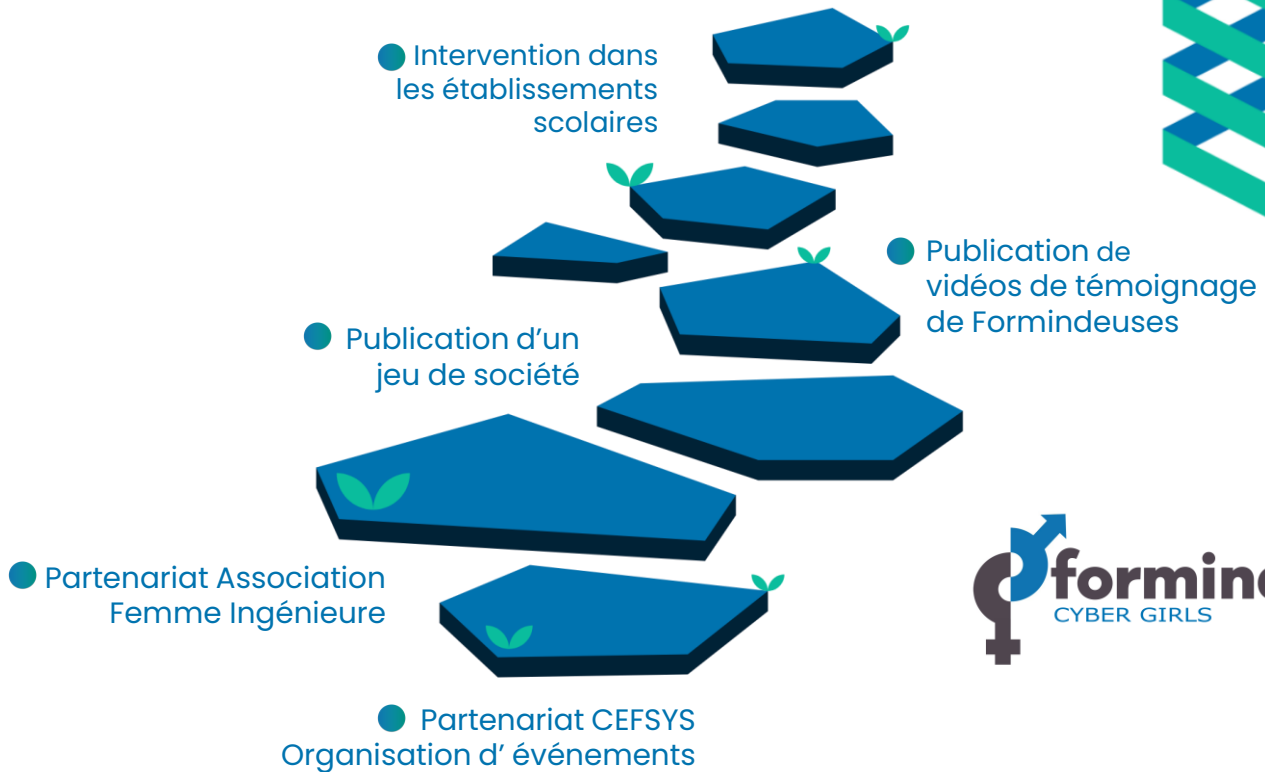 Intervention dans
les établissements
scolaires
Publication de
vidéos de témoignage
de Formindeuses
Publication d’un
jeu de société
Partenariat Association
Femme Ingénieure
formind
CYBER GIRLS
Partenariat CEFSYS
Organisation d’ événements